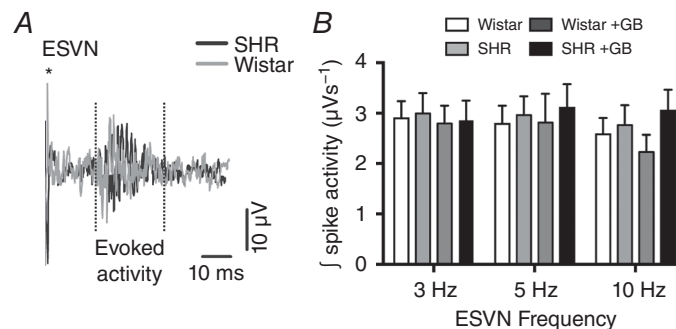 A
ESVN
*
SHR
Wistar
Evoked
activity
10 µV
10 ms
B
Wistar
Wistar +GB
SHR
SHR +GB
∫ spike activity (µVs⁻¹)
4
3
2
1
0
3 Hz
5 Hz
10 Hz
ESVN Frequency